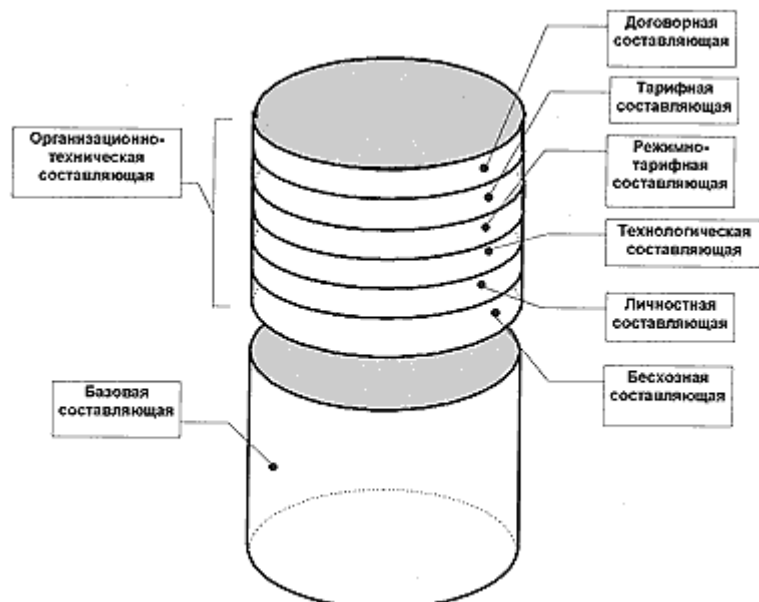 Договорная
составляющая
Тарифная
составляющая
Режимно-
тарифная
составляющая
Технологическая
составляющая
Личностная
составляющая
Бесхозная
составляющая
Организационно-
техническая
составляющая
Базовая
составляющая